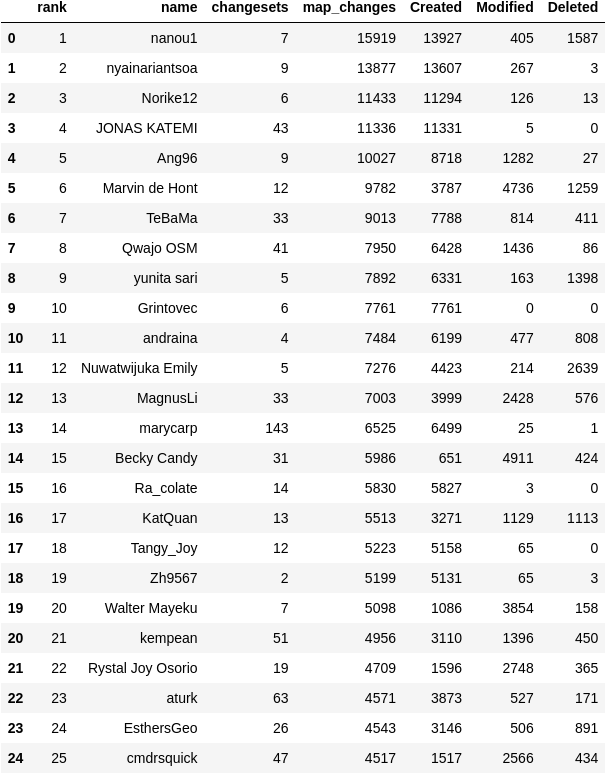 rank name changesets map_changes Created Modified Deleted
0 1 nanou1 7 15919 13927 405 1587
1 2 nyainariantsoa 9 13877 13607 267 3
2 3 Norike12 6 11433 11294 126 13
3 4 JONAS KATEMI 43 11336 11331 5 0
4 5 Ang96 9 10027 8718 1282 27
5 6 Marvin de Hont 12 9782 3787 4736 1259
6 7 TeBaMa 33 9013 7788 814 411
7 8 Qwajo OSM 41 7950 6428 1436 86
8 9 yunita sari 5 7892 6331 163 1398
9 10 Grintovec 6 7761 7761 0 0
10 11 andraina 4 7484 6199 477 808
11 12 Nuwatwijuka Emily 5 7276 4423 214 2639
12 13 MagnusLi 33 7003 3999 2428 576
13 14 marycarp 143 6525 6499 25 1
14 15 Becky Candy 31 5986 651 4911 424
15 16 Ra_colate 14 5830 5827 3 0
16 17 KatQuan 13 5513 3271 1129 1113
17 18 Tangy_Joy 12 5223 5158 65 0
18 19 Zh9567 2 5199 5131 65 3
19 20 Walter Mayeku 7 5098 1086 3854 158
20 21 kempean 51 4956 3110 1396 450
21 22 Rystal Joy Osorio 19 4709 1596 2748 365
22 23 aturk 63 4571 3873 527 171
23 24 EsthersGeo 26 4543 3146 506 891
24 25 cmdrsquick 47 4517 1517 2566 434